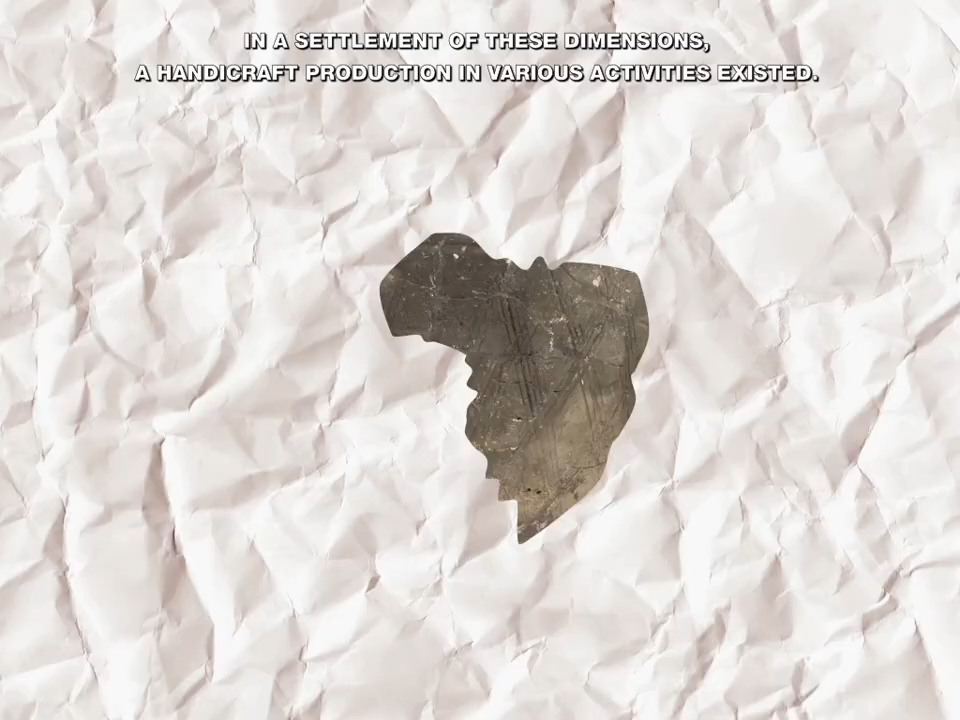 IN A SETTLEMENT OF THESE DIMENSIONS,
A HANDICRAFT PRODUCTION IN VARIOUS ACTIVITIES EXISTED.